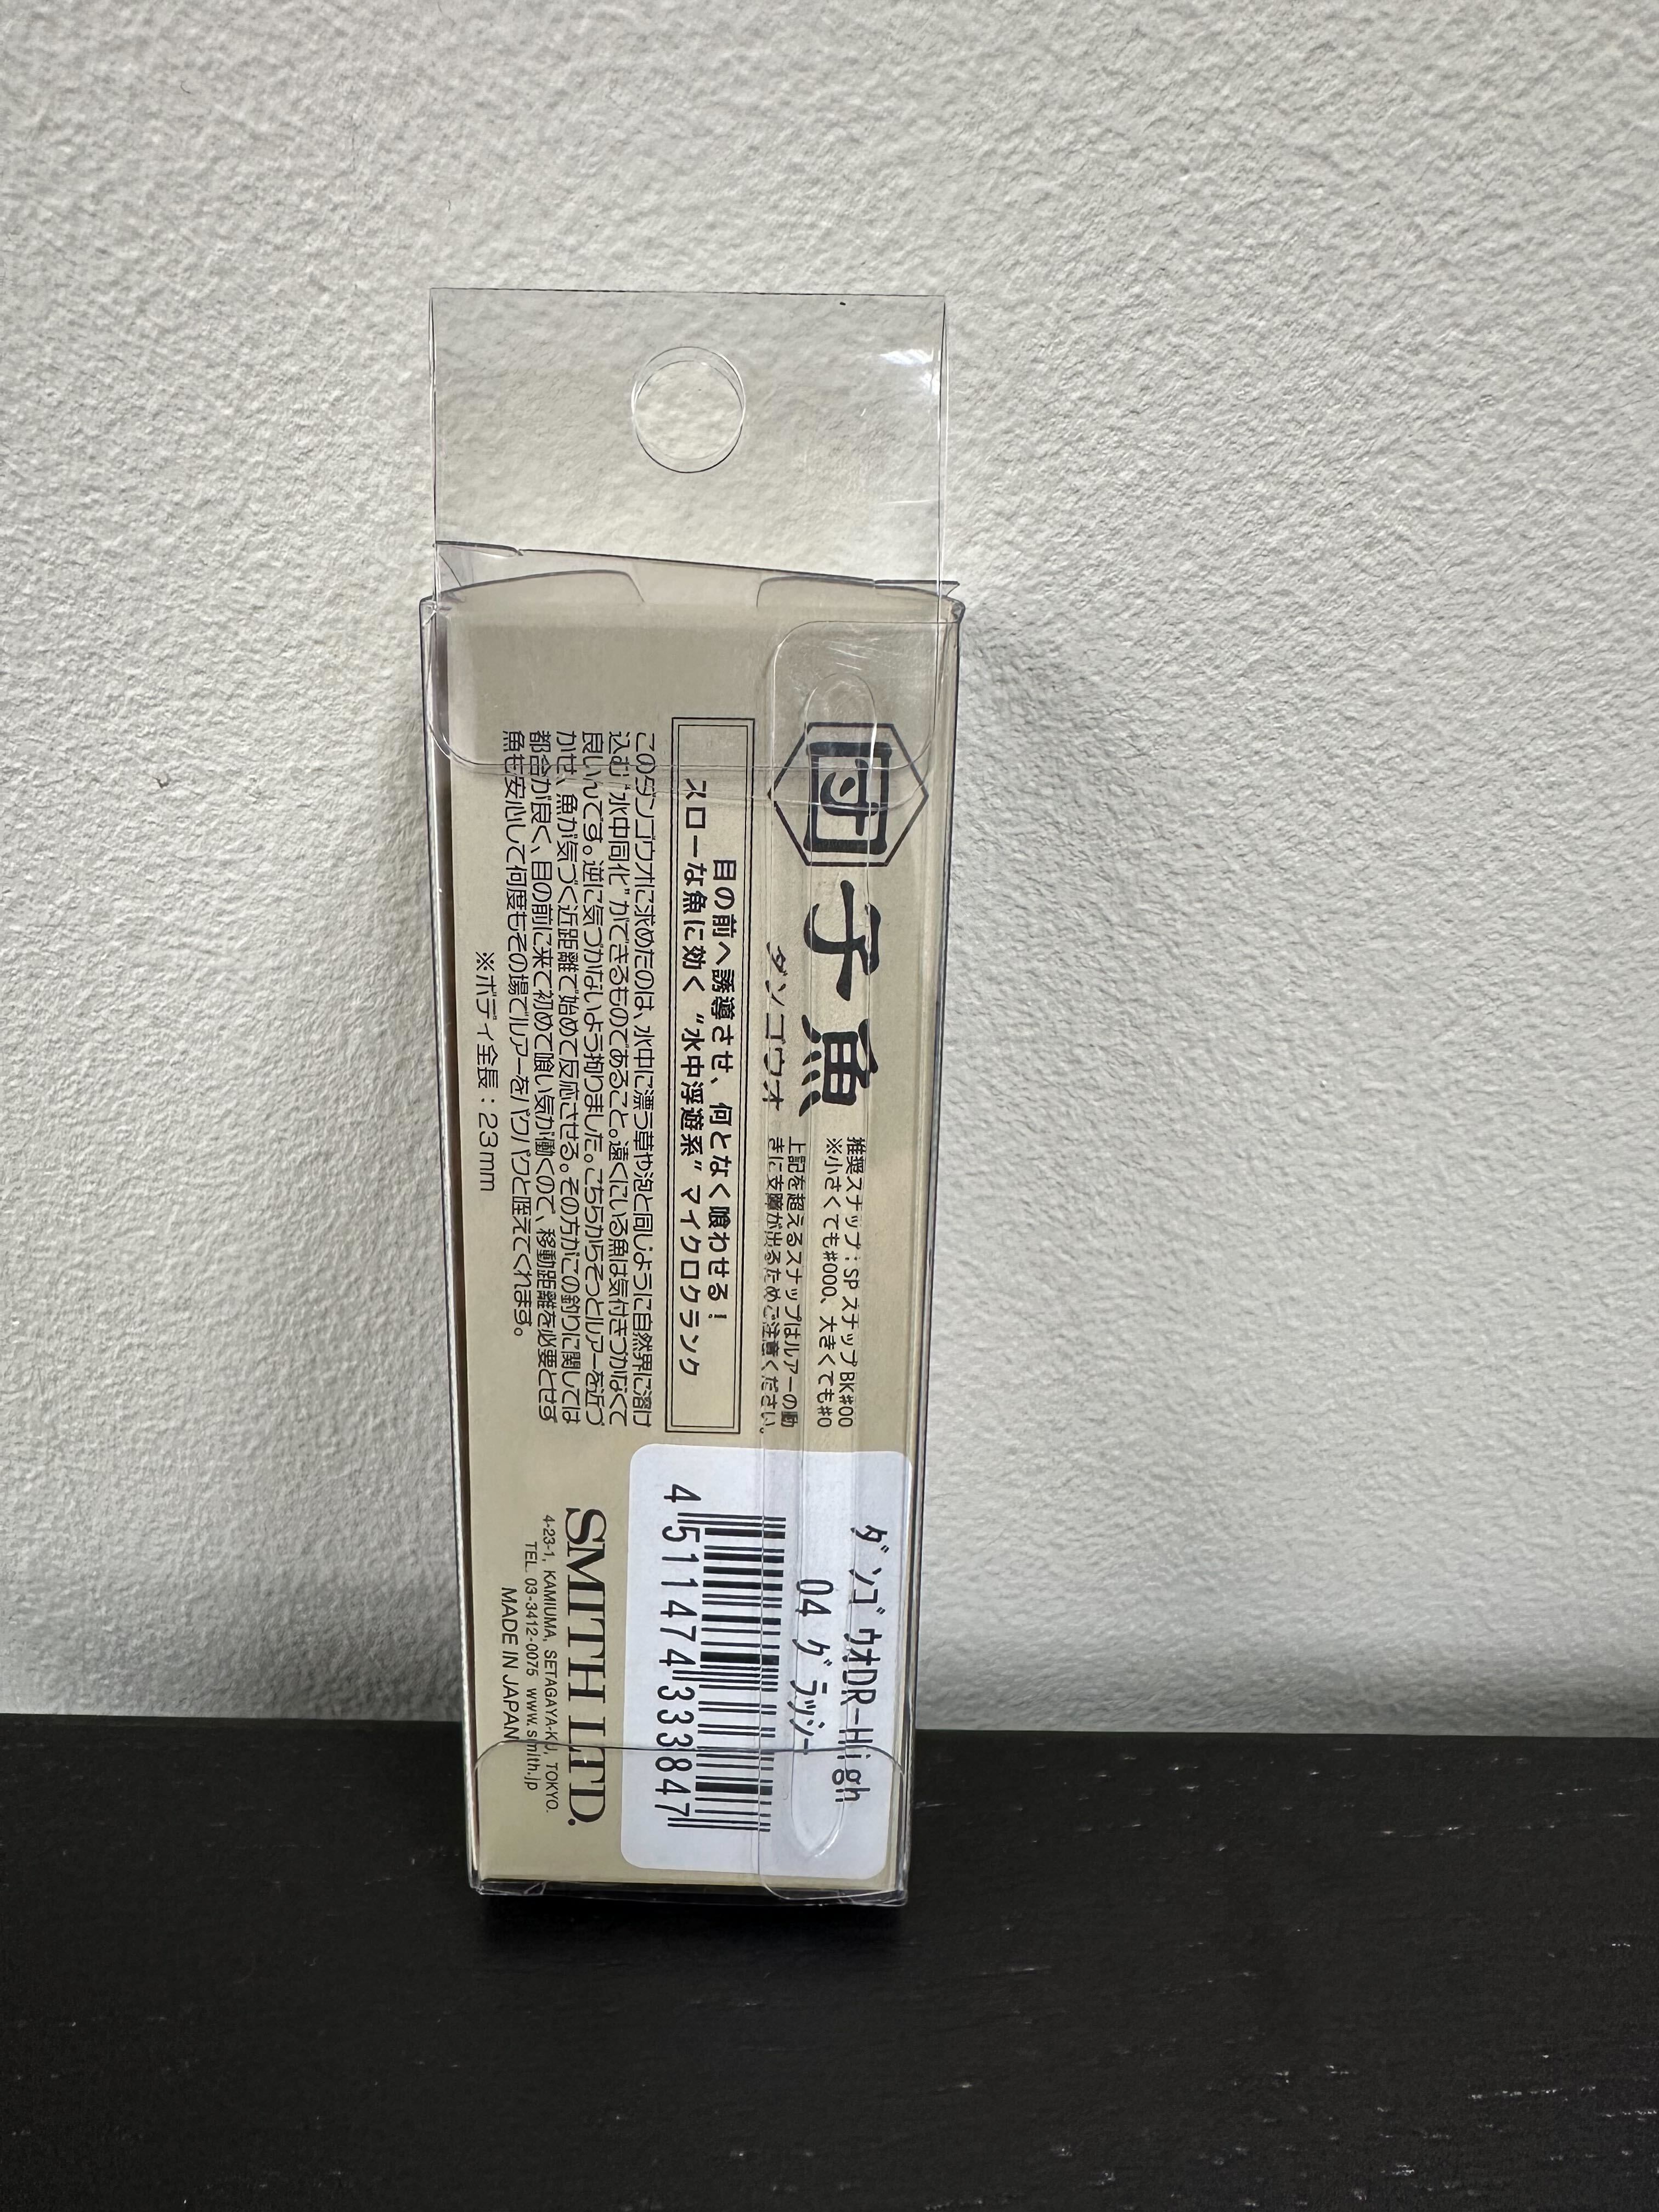 団子魚
ダンゴウオ
推奨スナップ：SPスナップBK#00
※小さくても#000、大きくても#0
上記を超えるスナップはルアーの動
きに支障が出るためご注意ください。
目の前へ誘導させ、何となく喰わせる！
スローな魚に効く“水中浮遊系”マイクロクランク
このダンゴウオに求めたのは、水中に漂う草や泡と同じように自然界に溶け
込む“水中同化”ができるものであること。遠くにいる魚は気付きづかなくて
良いんです。逆に気づかないよう拘りました。こちらからそっとルアーを近づ
かせ、魚が気づく近距離で始めて反応させる。その方がこの釣りに関しては
都合が良く、目の前に来て初めて喰い気が働くので、移動距離を必要とせず
魚も安心して何度もその場でルアーをパクパクと咥えてくれます。
※ボディ全長：23mm
ﾀﾞﾝｺﾞｳｵDR-High
04 ｸﾞﾗｯｼｰ
4511474333847
SMITH LTD.
4-23-1, KAMIUMA, SETAGAYA-KU, TOKYO.
TEL. 03-3412-0075 www.smith.jp
MADE IN JAPAN